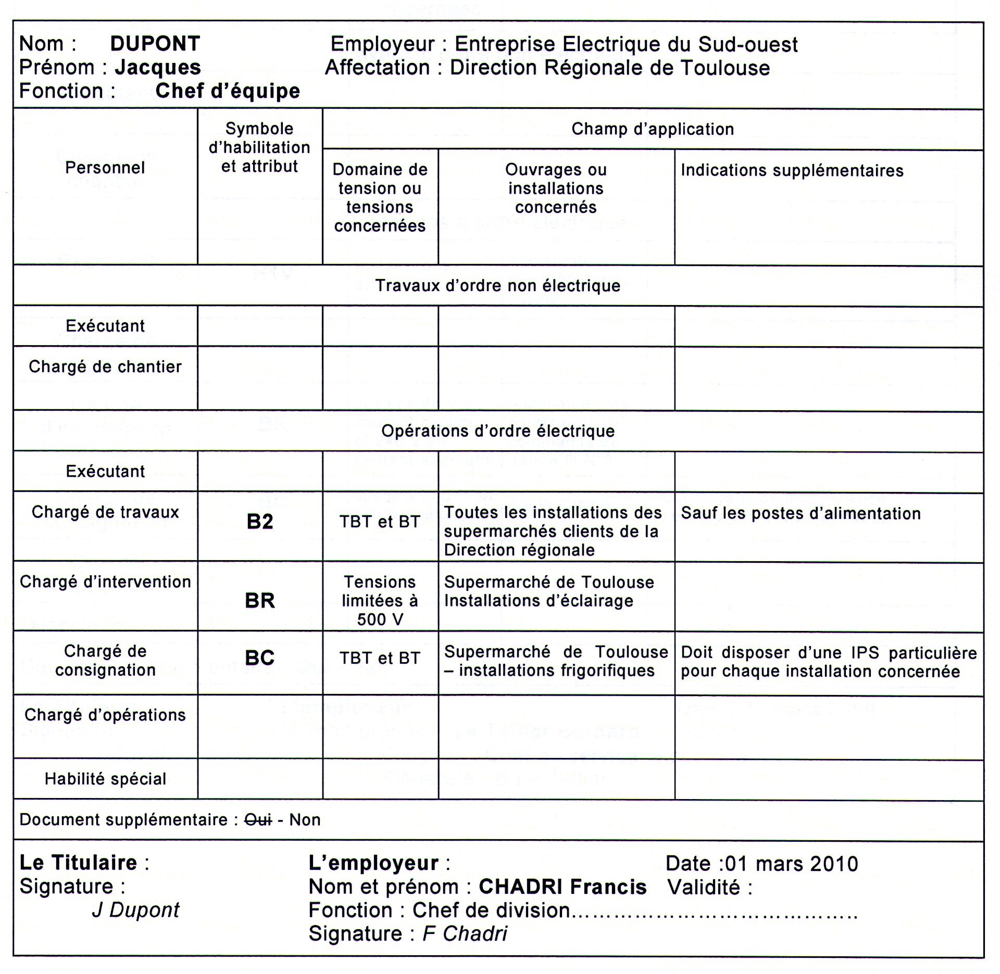 Nom : DUPONT Employeur : Entreprise Electrique du Sud-ouest
Prénom : Jacques Affectation : Direction Régionale de Toulouse
Fonction : Chef d'équipe
Personnel
Symbole
d'habilitation
et attribut
Champ d'application
Domaine de
tension ou
tensions
concernées
Ouvrages ou
installations
concernés
Indications supplémentaires
Travaux d'ordre non électrique
Exécutant
Chargé de chantier
Opérations d'ordre électrique
Exécutant
Chargé de travaux
B2
TBT et BT
Toutes les installations des
supermarchés clients de la
Direction régionale
Sauf les postes d'alimentation
Chargé d'intervention
BR
Tensions
limitées à
500 V
Supermarché de Toulouse
Installations d'éclairage
Chargé de
consignation
BC
TBT et BT
Supermarché de Toulouse
– installations frigorifiques
Doit disposer d'une IPS particulière
pour chaque installation concernée
Chargé d'opérations
Habilité spécial
Document supplémentaire : Oui - Non
Le Titulaire :
Signature :
J Dupont
L'employeur :
Nom et prénom : CHADRI Francis
Fonction : Chef de division.............................................
Signature : F Chadri
Date :01 mars 2010
Validité :